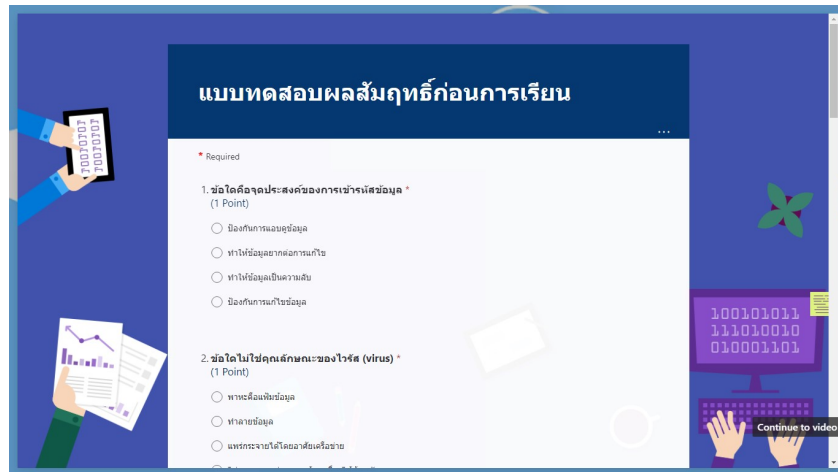 แบบทดสอบผลสัมฤทธิ์ก่อนการเรียน
...
* Required
1. ข้อใดคือจุดประสงค์ของการเข้ารหัสข้อมูล *
(1 Point)
ป้องกันการแอบดูข้อมูล
ทำให้ข้อมูลยากต่อการแก้ไข
ทำให้ข้อมูลเป็นความลับ
ป้องกันการแก้ไขข้อมูล
2. ข้อใดไม่ใช่คุณลักษณะของไวรัส (virus) *
(1 Point)
พาหะคือแฟ้มข้อมูล
ทำลายข้อมูล
แพร่กระจายได้โดยอาศัยเครือข่าย
100101011
111010010
010001101
Continue to video